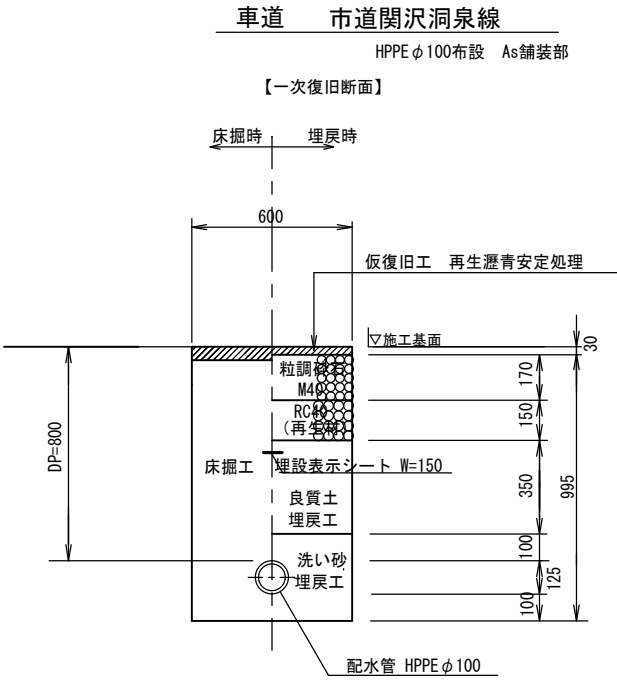 車道 市道関沢洞泉線
HPPEφ100布設 As舗装部
【一次復旧断面】
床掘時 埋戻時
600
仮復旧工 再生瀝青安定処理
▽施工基面
30
粒調砕石
M40
170
RC40
(再生材)
150
DP=800
床掘工
埋設表示シート W=150
350
995
良質土
埋戻工
100
洗い砂
埋戻工
125
100
配水管 HPPEφ100